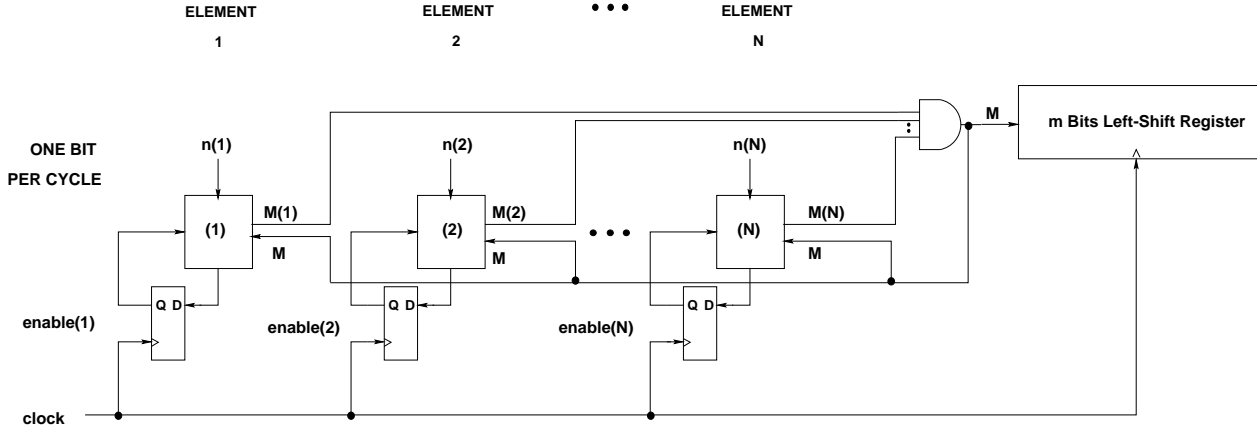 ELEMENT ELEMENT ELEMENT
1 2 N
M m Bits Left-Shift Register
ONE BIT n(1) n(2) n(N)
PER CYCLE
M(1) M(2) M(N)
(1) (2) (N)
M M M
Q D Q D Q D
enable(1) enable(2) enable(N)
clock